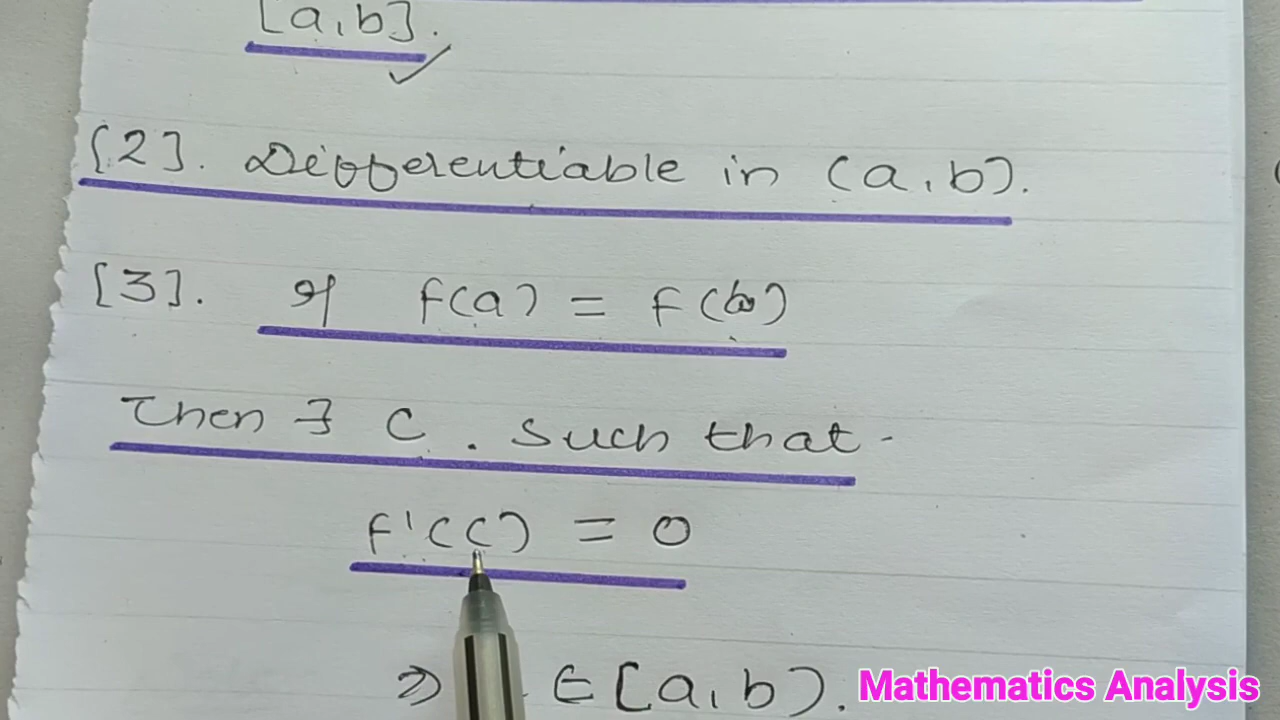 [a,b].
[2]. Differentiable in (a,b).
[3]. If f(a) = f(b)
Then ∃ c . such that -
f'(c) = 0
⇒ . ∈ [a,b).
Mathematics Analysis